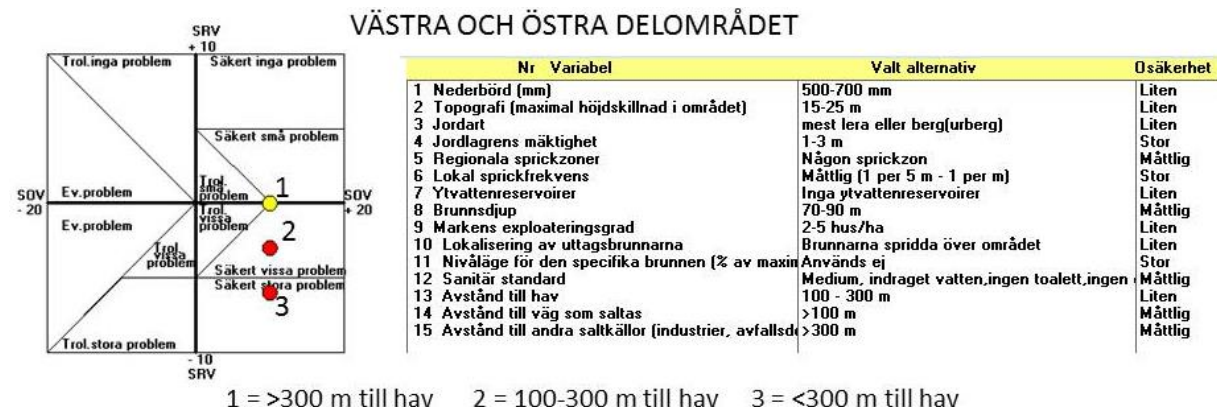 VÄSTRA OCH ÖSTRA DELOMRÅDET
SRV
+ 10
Trol.inga problem
Säkert inga problem
Säkert små problem
Trol.
små
problem
1
SOV
- 20
Ev.problem
SOV
+ 20
Ev.problem
Trol.
vissa
problem
2
Trol.
vissa
problem
Säkert vissa problem
Säkert stora problem
3
Trol.stora problem
- 10
SRV
Nr Variabel Valt alternativ Osäkerhet
1 Nederbörd (mm) 500-700 mm Liten
2 Topografi (maximal höjdskillnad i området) 15-25 m Liten
3 Jordart mest lera eller berg(urberg) Liten
4 Jordlagrens mäktighet 1-3 m Stor
5 Regionala sprickzoner Någon sprickzon Måttlig
6 Lokal sprickfrekvens Måttlig (1 per 5 m - 1 per m) Stor
7 Ytvattenreservoirer Inga ytvattenreservoirer Liten
8 Brunnsdjup 70-90 m Måttlig
9 Markens exploateringsgrad 2-5 hus/ha Liten
10 Lokalisering av uttagsbrunnarna Brunnarna spridda över området Liten
11 Nivåläge för den specifika brunnen (% av maxin Används ej Stor
12 Sanitär standard Medium, indraget vatten,ingen toalett,ingen Måttlig
13 Avstånd till hav 100 - 300 m Liten
14 Avstånd till väg som saltas >100 m Måttlig
15 Avstånd till andra saltkällor (industrier, avfallsd >300 m Måttlig
1 = >300 m till hav 2 = 100-300 m till hav 3 = <300 m till hav